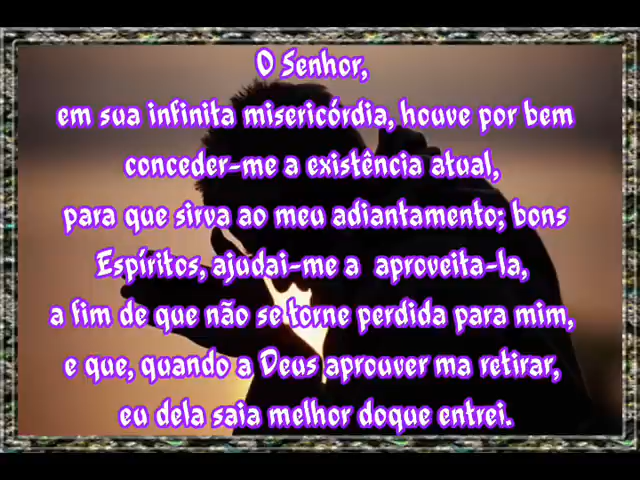 O Senhor,
em sua infinita misericórdia, houve por bem
conceder-me a existência atual,
para que sirva ao meu adiantamento; bons
Espíritos, ajudai-me a aproveita-la,
a fim de que não se torne perdida para mim,
e que, quando a Deus aprouver ma retirar,
eu dela saia melhor doque entrei.